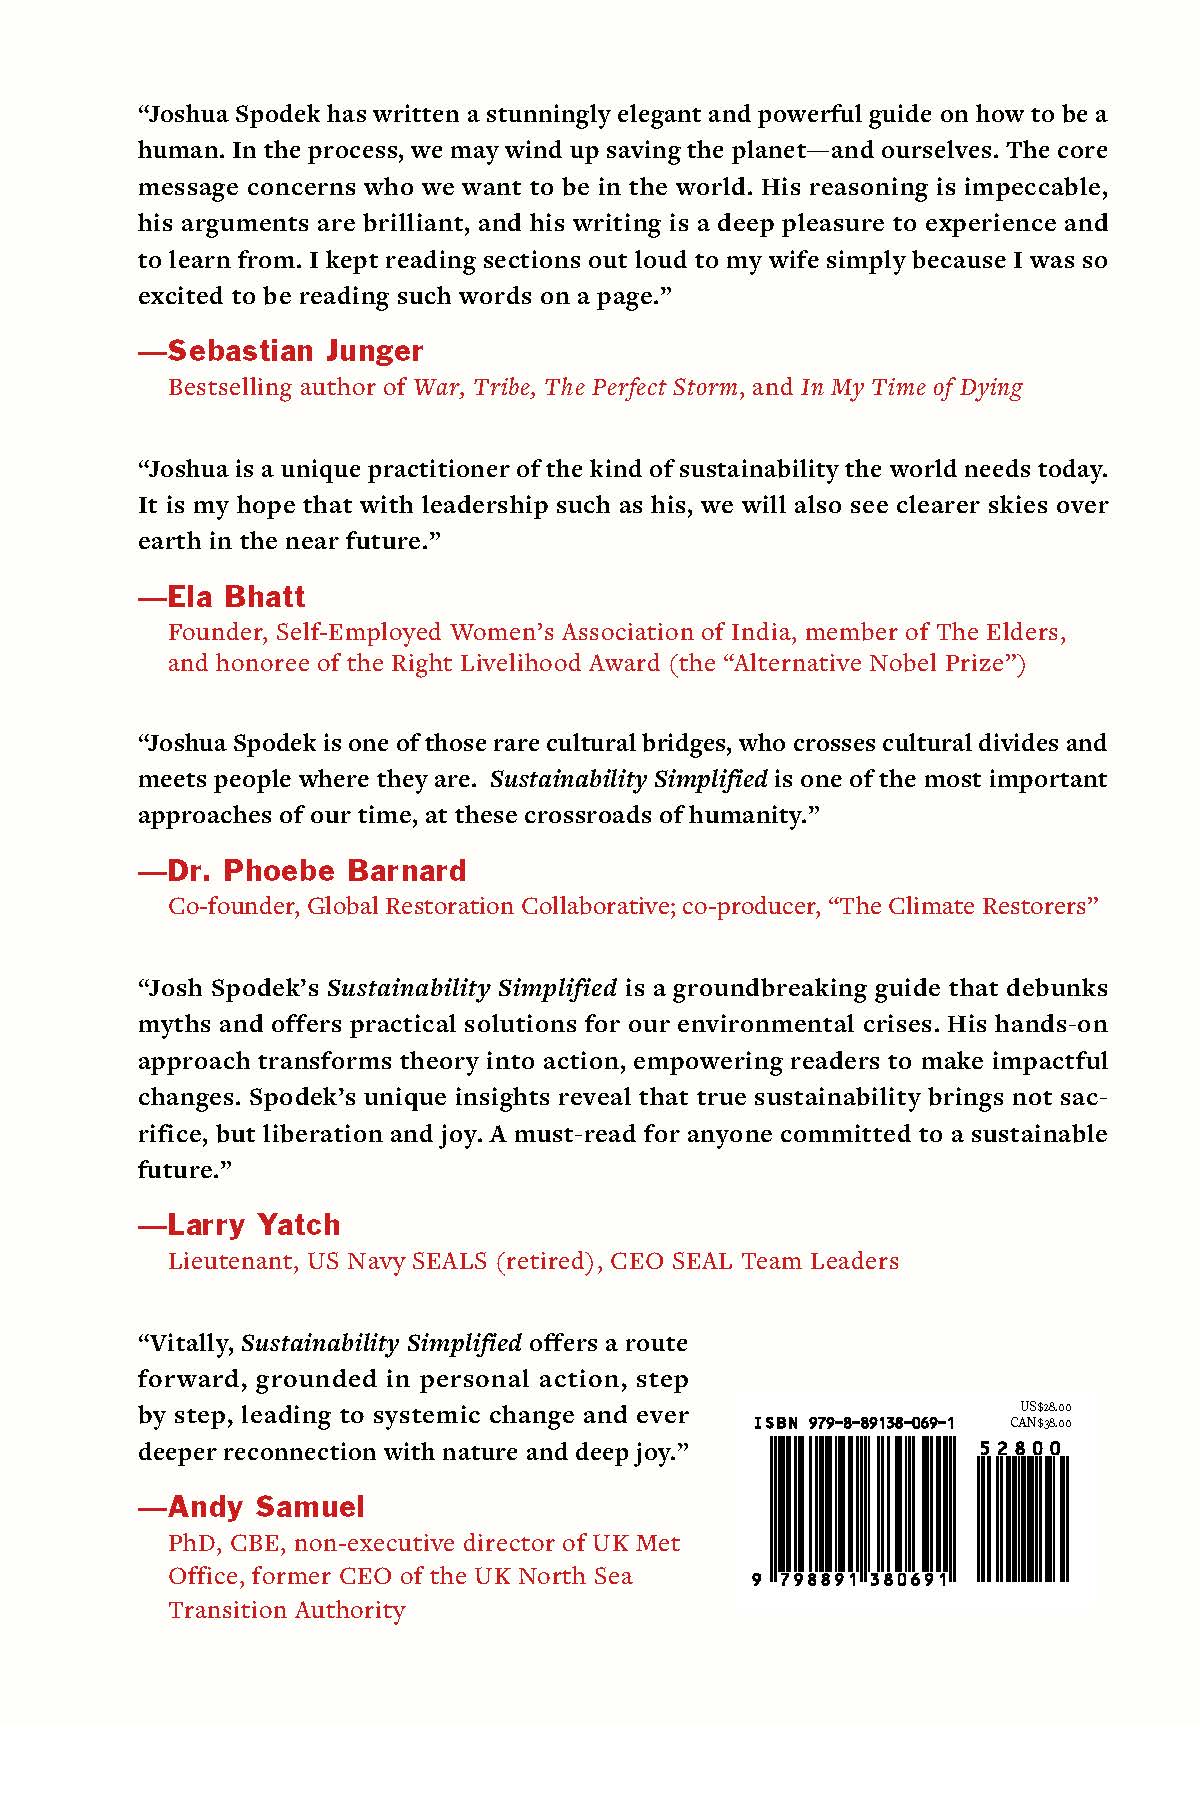 “Joshua Spodek has written a stunningly elegant and powerful guide on how to be a
human. In the process, we may wind up saving the planet—and ourselves. The core
message concerns who we want to be in the world. His reasoning is impeccable,
his arguments are brilliant, and his writing is a deep pleasure to experience and
to learn from. I kept reading sections out loud to my wife simply because I was so
excited to be reading such words on a page.”
—Sebastian Junger
Bestselling author of War, Tribe, The Perfect Storm, and In My Time of Dying
“Joshua is a unique practitioner of the kind of sustainability the world needs today.
It is my hope that with leadership such as his, we will also see clearer skies over
earth in the near future.”
—Ela Bhatt
Founder, Self-Employed Women’s Association of India, member of The Elders,
and honoree of the Right Livelihood Award (the “Alternative Nobel Prize”)
“Joshua Spodek is one of those rare cultural bridges, who crosses cultural divides and
meets people where they are. Sustainability Simplified is one of the most important
approaches of our time, at these crossroads of humanity.”
—Dr. Phoebe Barnard
Co-founder, Global Restoration Collaborative; co-producer, “The Climate Restorers”
“Josh Spodek’s Sustainability Simplified is a groundbreaking guide that debunks
myths and offers practical solutions for our environmental crises. His hands-on
approach transforms theory into action, empowering readers to make impactful
changes. Spodek’s unique insights reveal that true sustainability brings not sac-
rifice, but liberation and joy. A must-read for anyone committed to a sustainable
future.”
—Larry Yatch
Lieutenant, US Navy SEALS (retired), CEO SEAL Team Leaders
“Vitally, Sustainability Simplified offers a route
forward, grounded in personal action, step
by step, leading to systemic change and ever
deeper reconnection with nature and deep joy.”
—Andy Samuel
PhD, CBE, non-executive director of UK Met
Office, former CEO of the UK North Sea
Transition Authority
US$28.00
CAN$38.00
ISBN 979-8-89138-069-1
52800
9 798891 380691